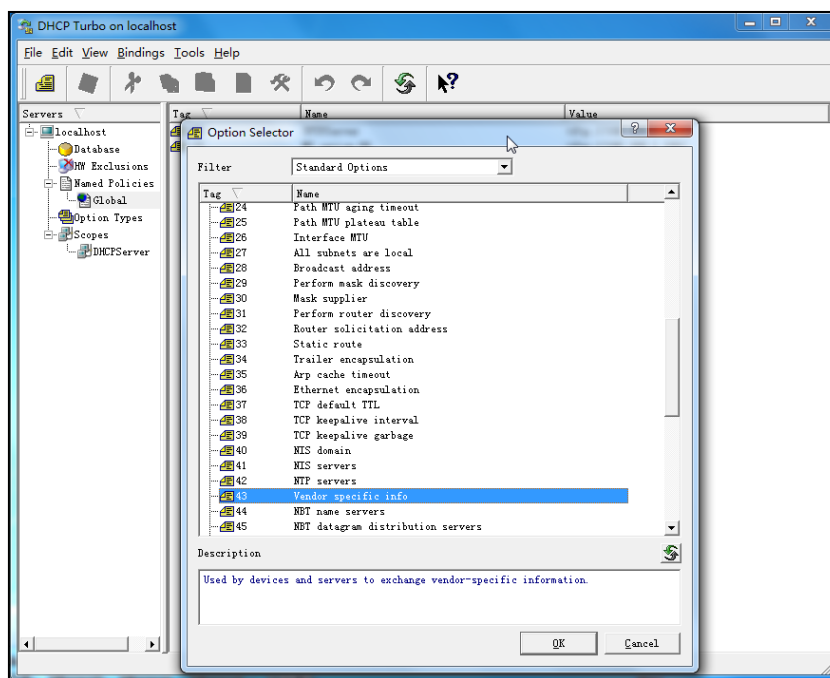 DHCP Turbo on localhost
File Edit View Bindings Tools Help
Servers
Tag Name Value
localhost
Database
HW Exclusions
Named Policies
Global
Option Types
Scopes
DHCPServer
Option Selector
Filter Standard Options
Tag Name
24 Path MTU aging timeout
25 Path MTU plateau table
26 Interface MTU
27 All subnets are local
28 Broadcast address
29 Perform mask discovery
30 Mask supplier
31 Perform router discovery
32 Router solicitation address
33 Static route
34 Trailer encapsulation
35 Arp cache timeout
36 Ethernet encapsulation
37 TCP default TTL
38 TCP keepalive interval
39 TCP keepalive garbage
40 NIS domain
41 NIS servers
42 NTP servers
43 Vendor specific info
44 NBT name servers
45 NBT datagram distribution servers
Description
Used by devices and servers to exchange vendor-specific information.
OK Cancel